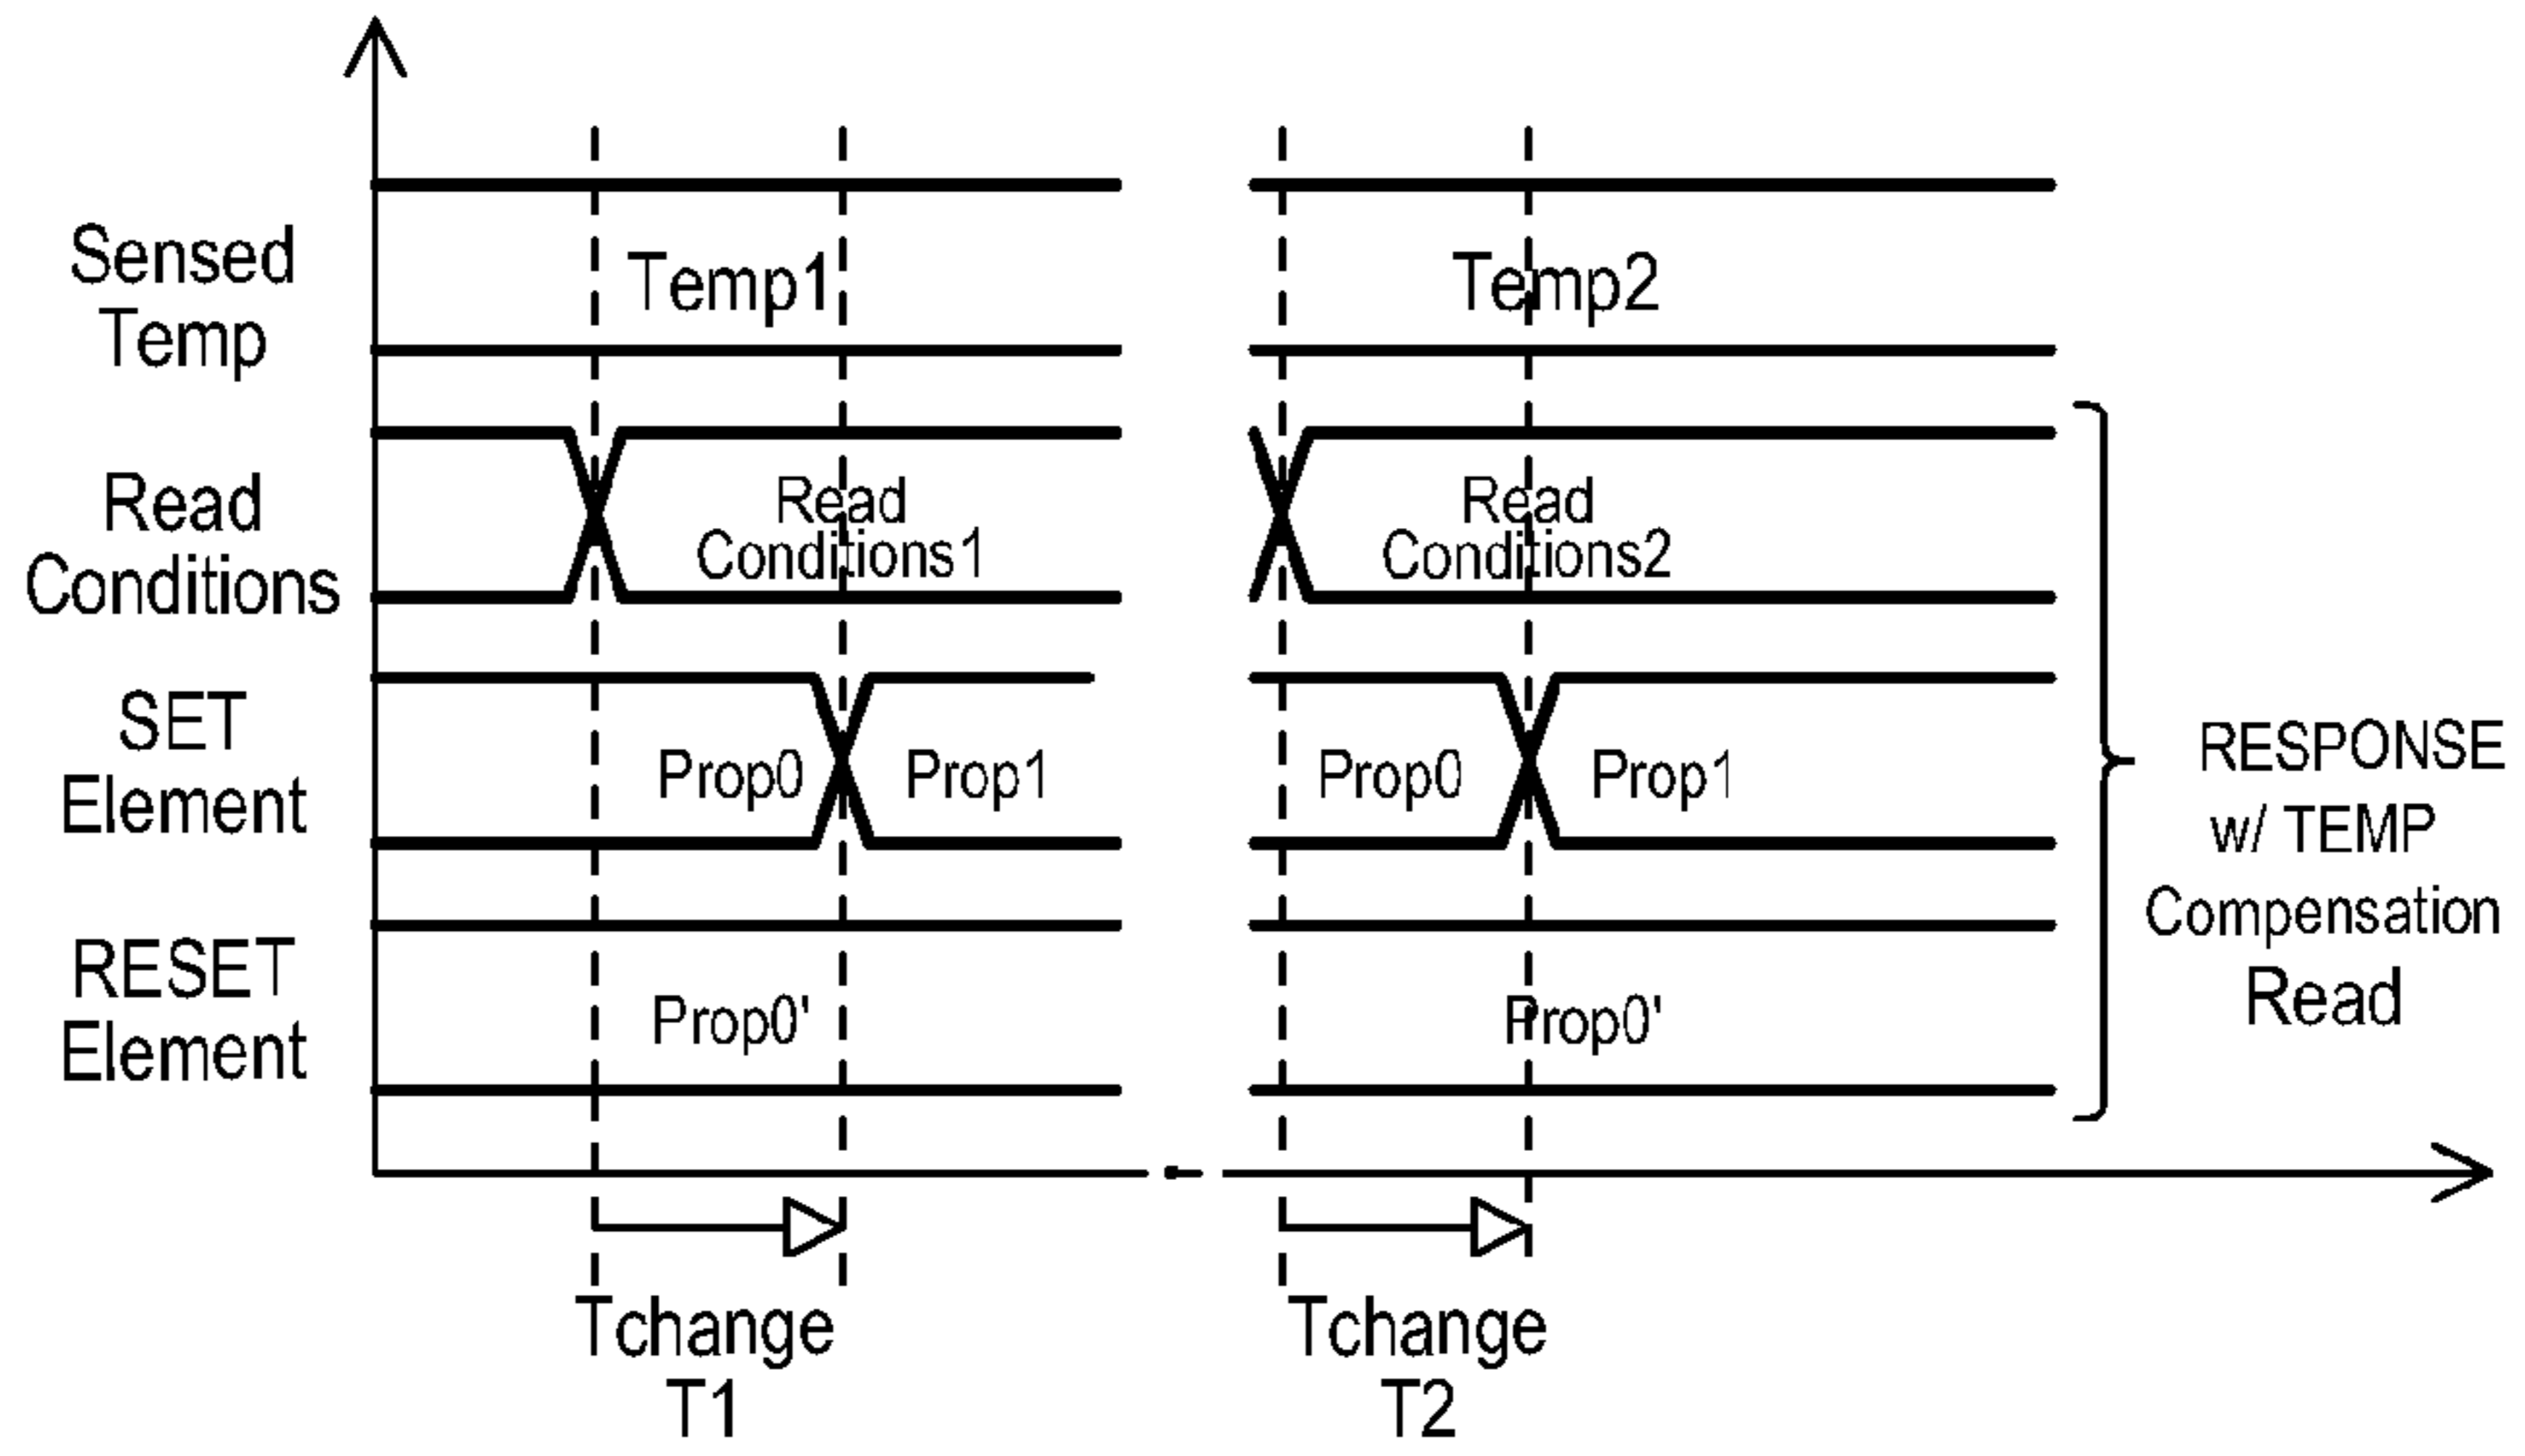 Sensed
Temp
Temp1
Temp2
Read
Conditions
Read
Conditions1
Read
Conditions2
SET
Element
Prop0
Prop1
Prop0
Prop1
RESET
Element
Prop0'
Prop0'
RESPONSE
w/ TEMP
Compensation
Read
Tchange
T1
Tchange
T2